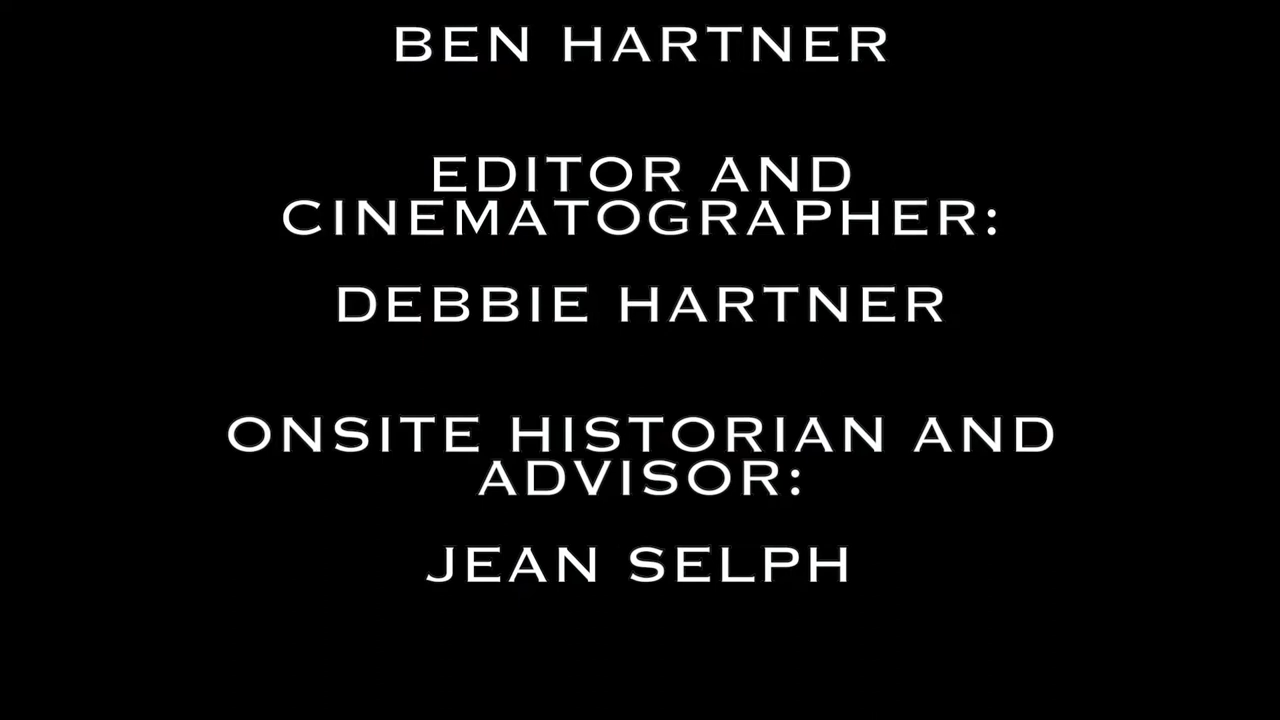 BEN HARTNER
EDITOR AND
CINEMATOGRAPHER:
DEBBIE HARTNER
ONSITE HISTORIAN AND
ADVISOR:
JEAN SELPH